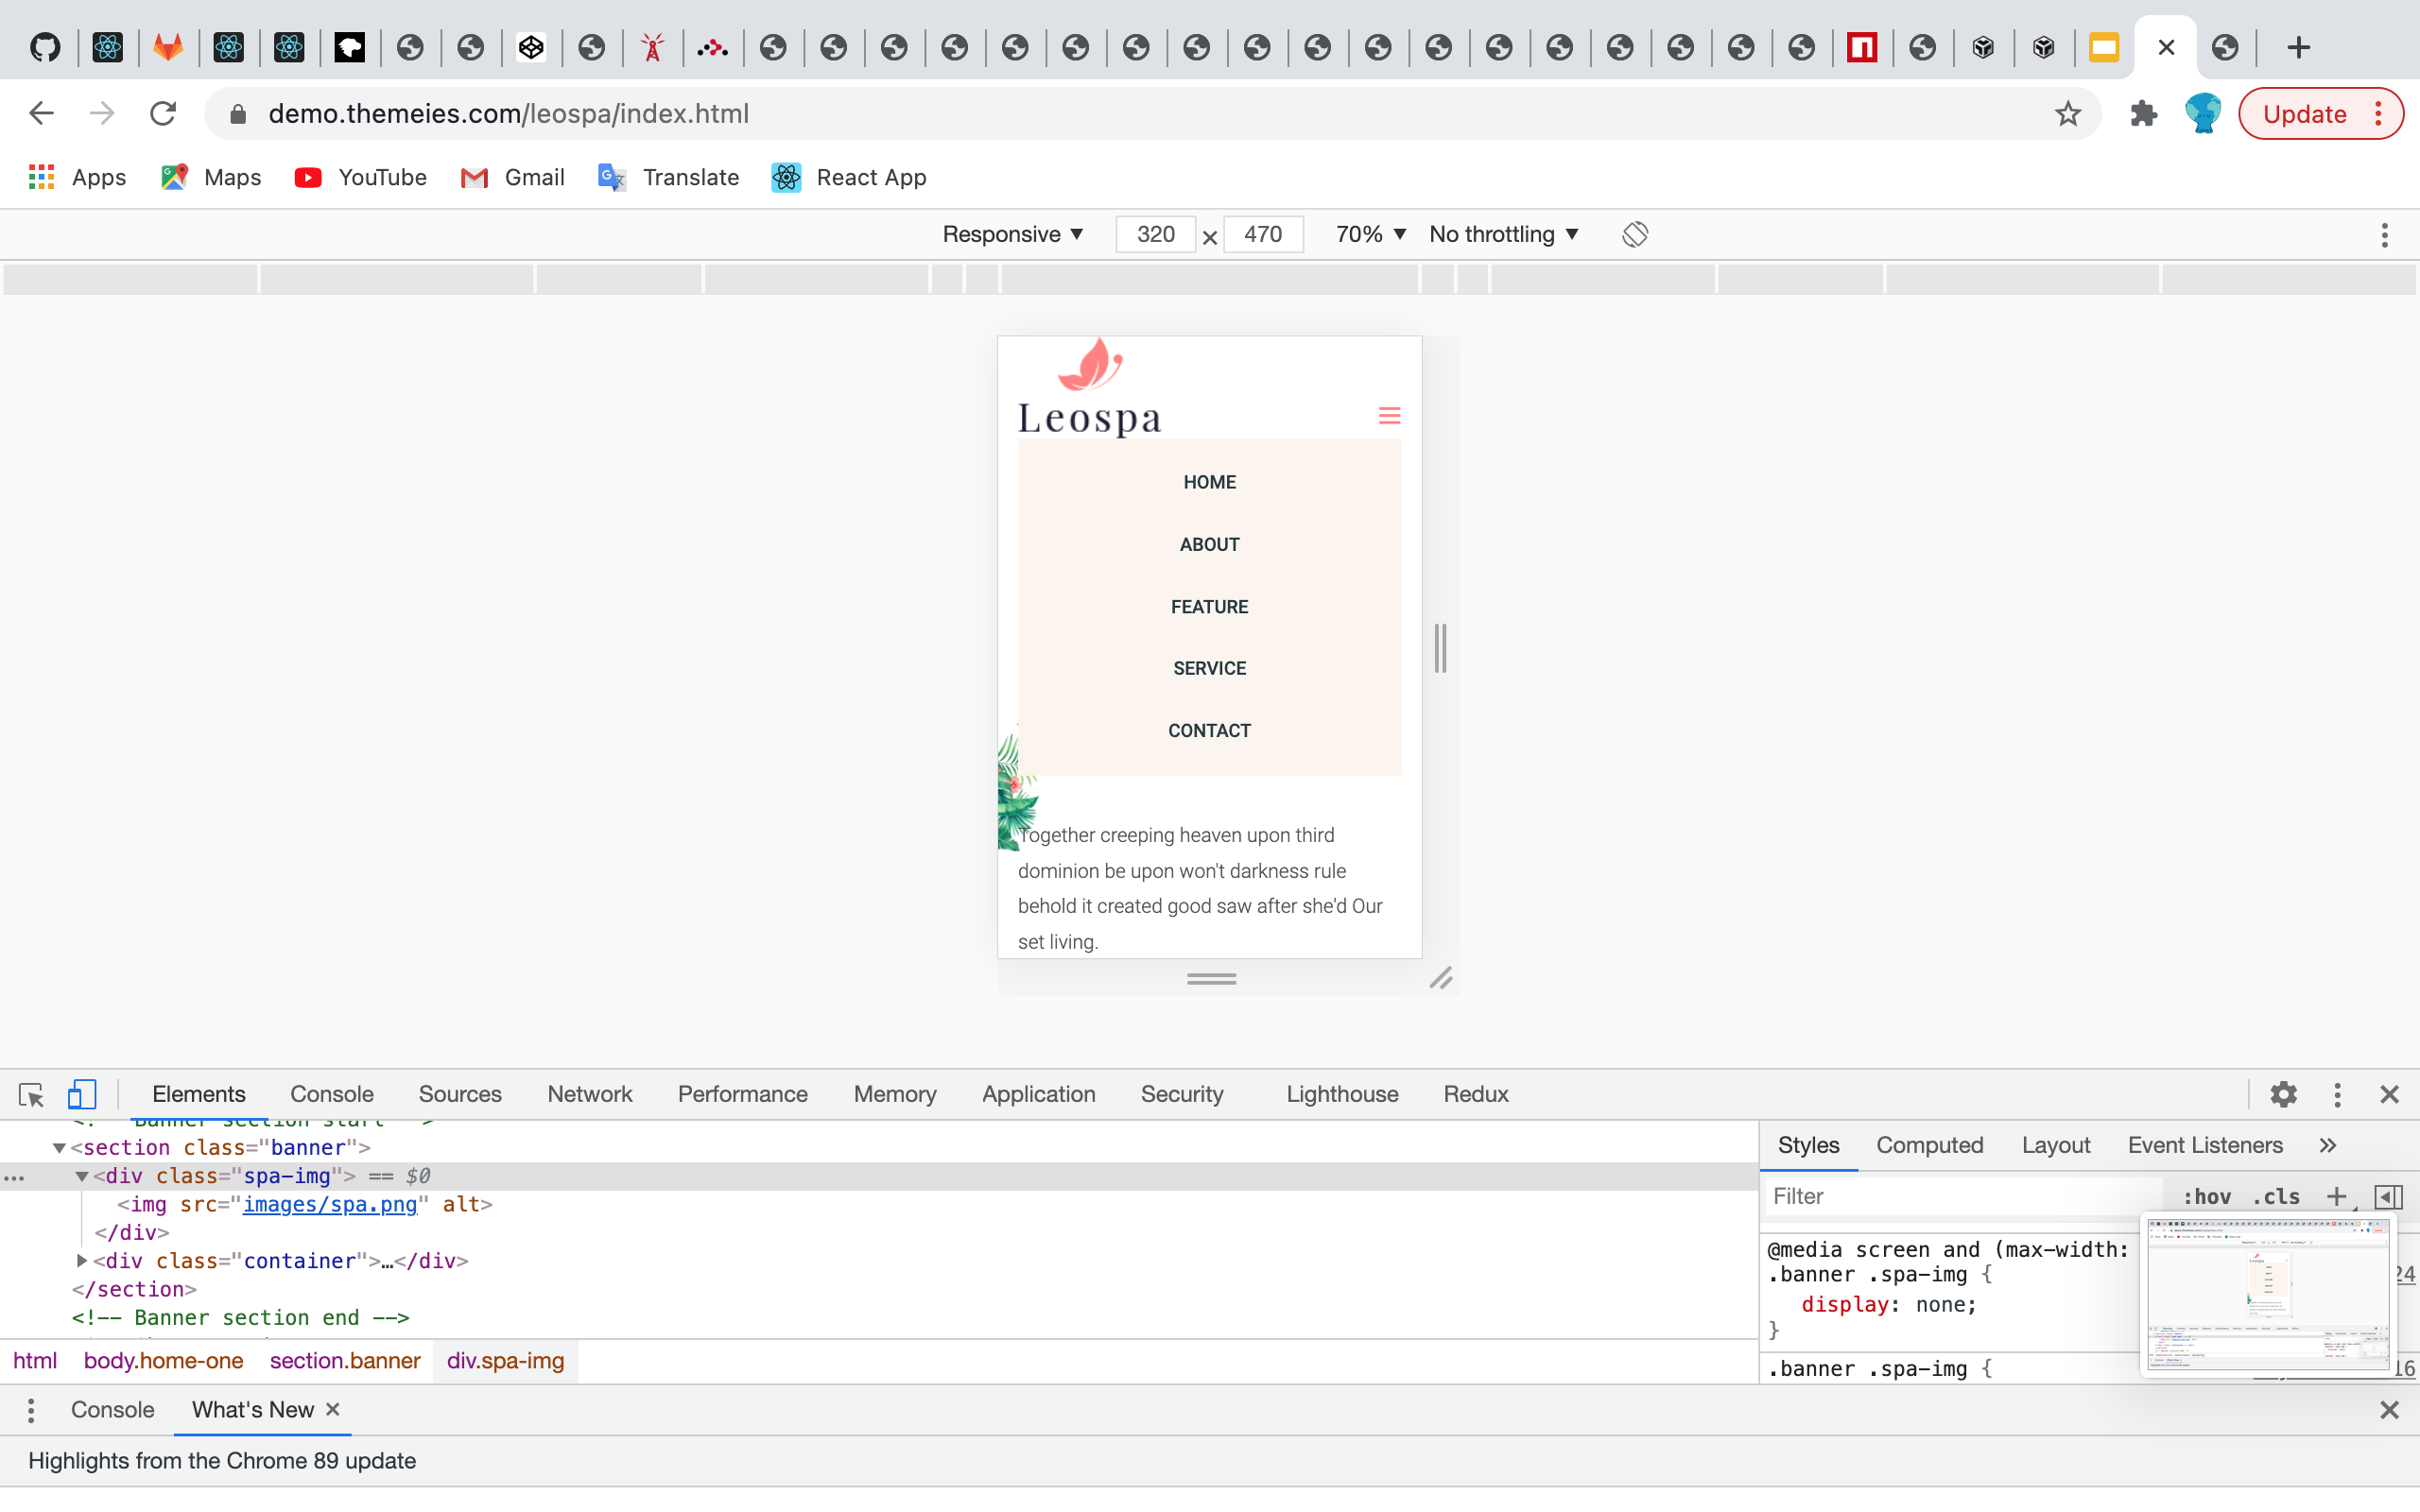 demo.themeies.com/leospa/index.html
Update
Apps Maps YouTube Gmail Translate React App
Responsive ▼ 320 × 470 70% ▼ No throttling ▼
Leospa
HOME
ABOUT
FEATURE
SERVICE
CONTACT
Together creeping heaven upon third
dominion be upon won't darkness rule
behold it created good saw after she'd Our
set living.
Elements Console Sources Network Performance Memory Application Security Lighthouse Redux
Banner section start
▼<section class="banner">
▼<div class="spa-img"> == $0
<img src="images/spa.png" alt>
</div>
▶<div class="container">…</div>
</section>
<!-- Banner section end -->
html body.home-one section.banner div.spa-img
Styles Computed Layout Event Listeners »
Filter :hov .cls +
@media screen and (max-width:
.banner .spa-img {
24
display: none;
}
.banner .spa-img {
16
Console What's New ×
Highlights from the Chrome 89 update